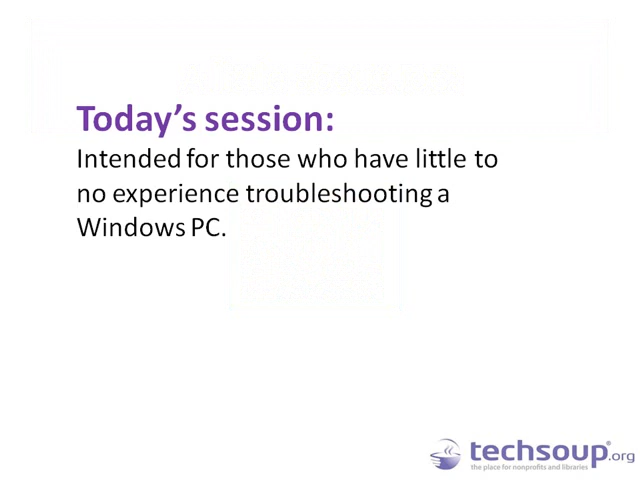 Today's session:
Intended for those who have little to
no experience troubleshooting a
Windows PC.
techsoup®.org
the place for nonprofits and libraries